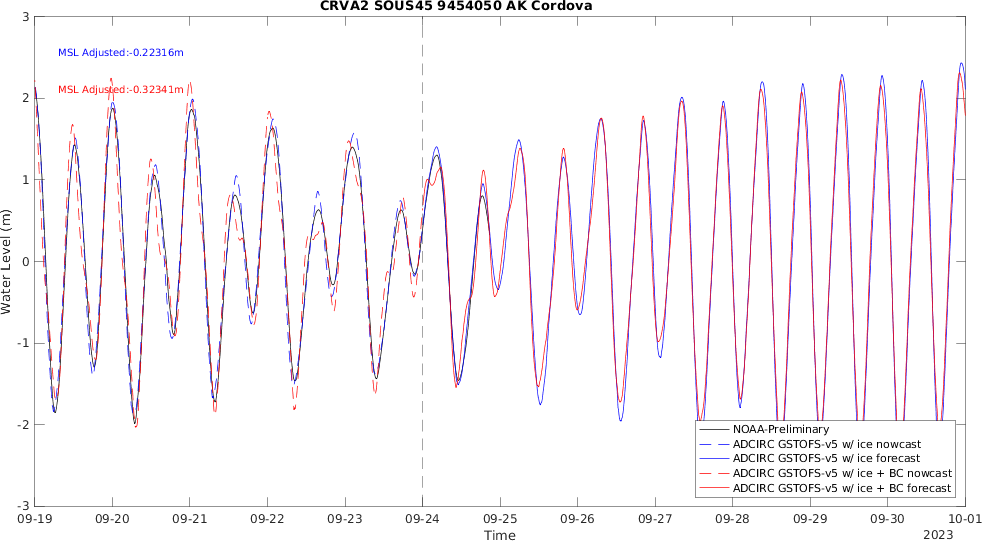 CRVA2 SOUS45 9454050 AK Cordova
MSL Adjusted:-0.22316m
MSL Adjusted:-0.32341m
3
2
1
0
-1
-2
-3
Water Level (m)
NOAA-Preliminary
ADCIRC GSTOFS-v5 w/ ice nowcast
ADCIRC GSTOFS-v5 w/ ice forecast
ADCIRC GSTOFS-v5 w/ ice + BC nowcast
ADCIRC GSTOFS-v5 w/ ice + BC forecast
09-19 09-20 09-21 09-22 09-23 09-24 09-25 09-26 09-27 09-28 09-29 09-30 10-01
Time
2023